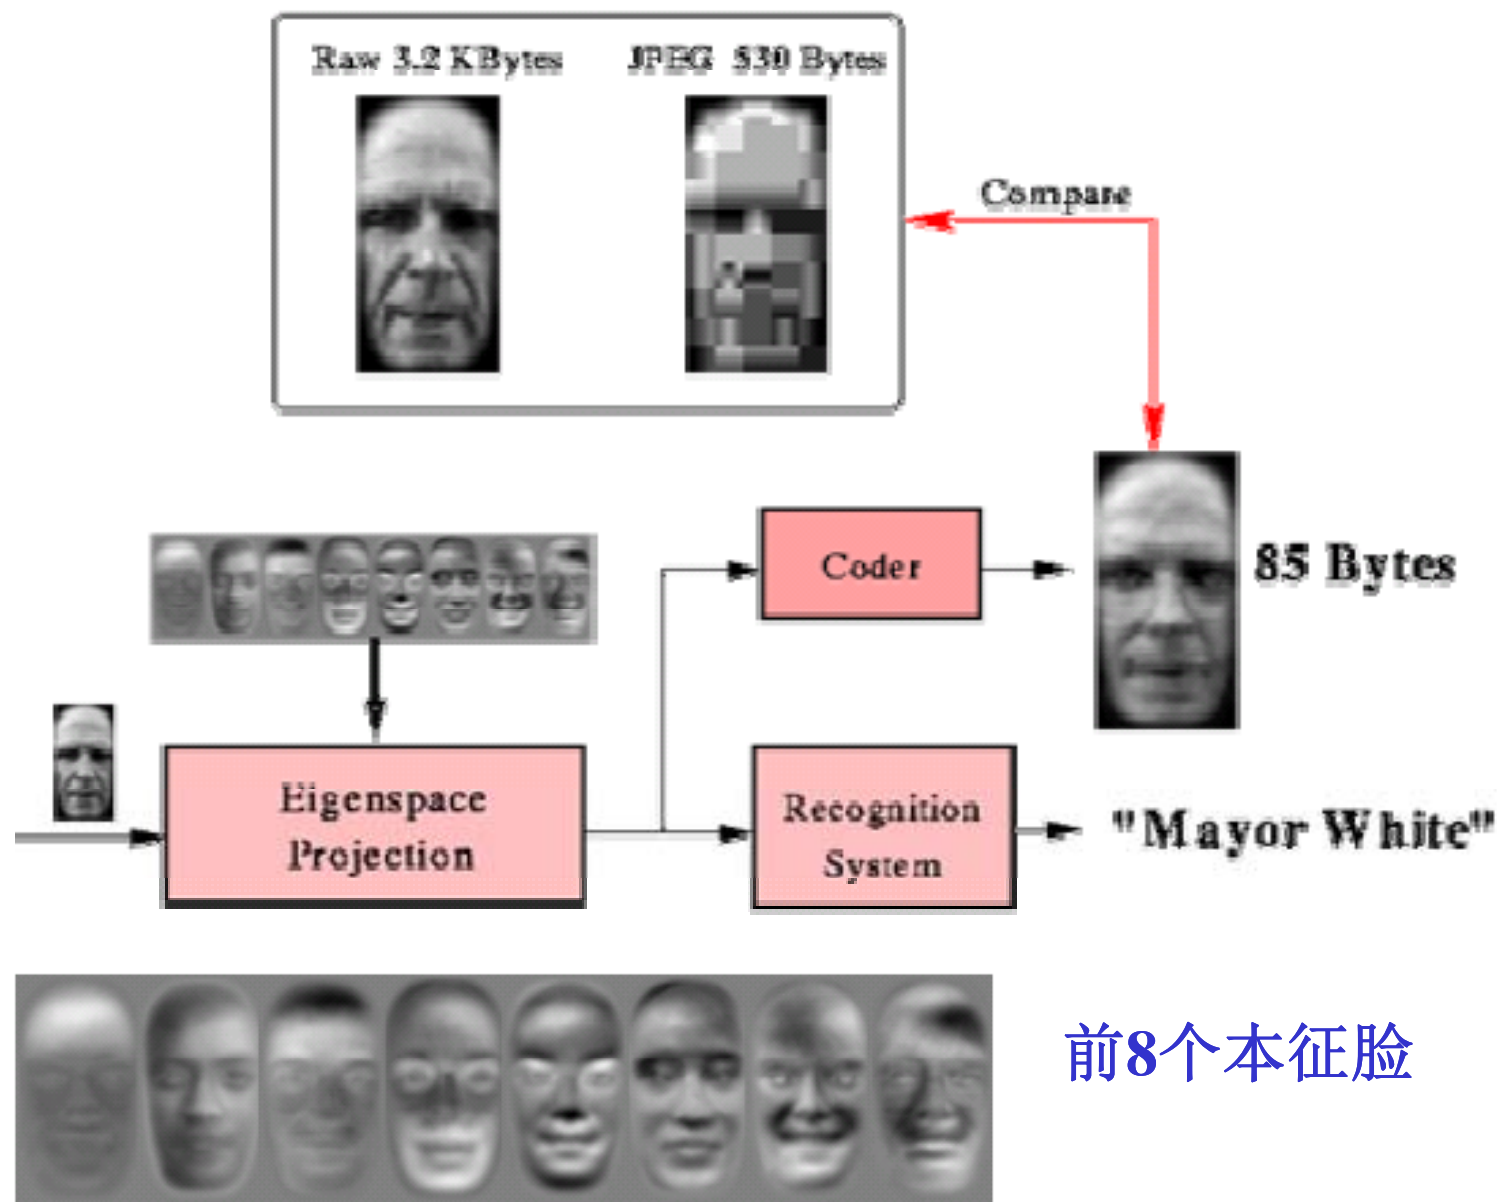 Raw 3.2 KBytes
JPEG 530 Bytes
Compare
Coder
85 Bytes
Eigenspace
Projection
Recognition
System
"Mayor White"
前8个本征脸